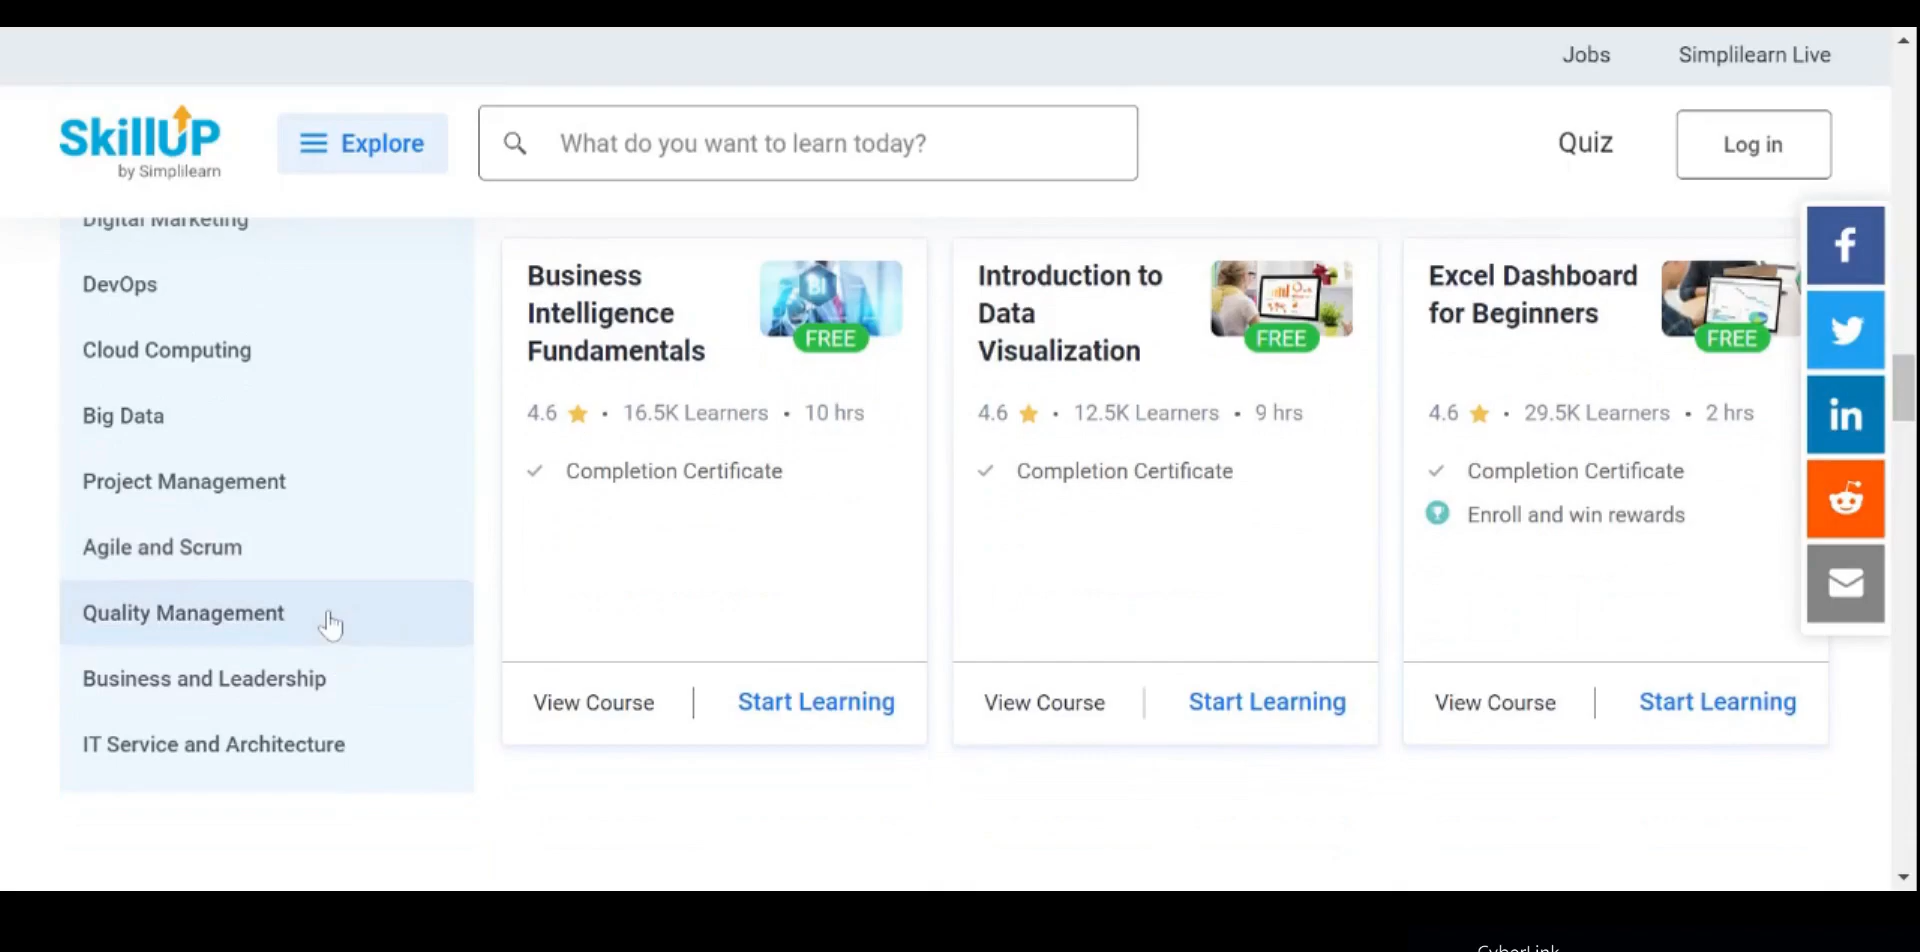 Jobs
Simplilearn Live
SkillUP
by Simplilearn
Explore
What do you want to learn today?
Quiz
Log in
Digital Marketing
DevOps
Cloud Computing
Big Data
Project Management
Agile and Scrum
Quality Management
Business and Leadership
IT Service and Architecture
Business
Intelligence
Fundamentals
FREE
4.6 • 16.5K Learners • 10 hrs
Completion Certificate
View Course
Start Learning
Introduction to
Data
Visualization
FREE
4.6 • 12.5K Learners • 9 hrs
Completion Certificate
View Course
Start Learning
Excel Dashboard
for Beginners
FREE
4.6 • 29.5K Learners • 2 hrs
Completion Certificate
Enroll and win rewards
View Course
Start Learning
f
in
CyberLink